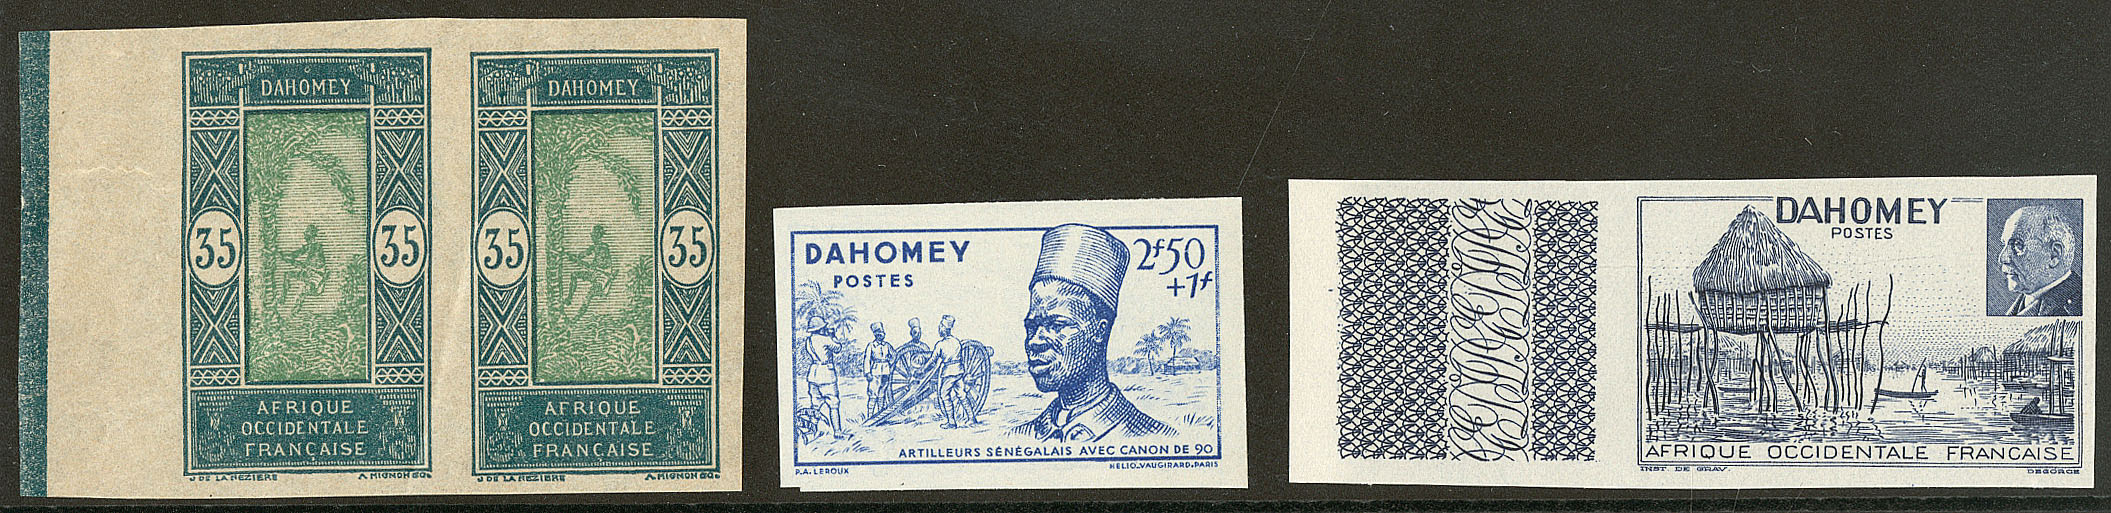 DAHOMEY
35 35
AFRIQUE
OCCIDENTALE
FRANÇAISE
J DE LA NEZIERE A. MIGNON SC.
DAHOMEY
35 35
AFRIQUE
OCCIDENTALE
FRANÇAISE
J DE LA NEZIERE A. MIGNON SC.
DAHOMEY
POSTES
2f50
+1f
ARTILLEURS SÉNÉGALAIS AVEC CANON DE 90
P.A. LEROUX HELIO-VAUGIRARD.PARIS
DAHOMEY
POSTES
AFRIQUE OCCIDENTALE FRANÇAISE
INST DE GRAV. DEGORCE